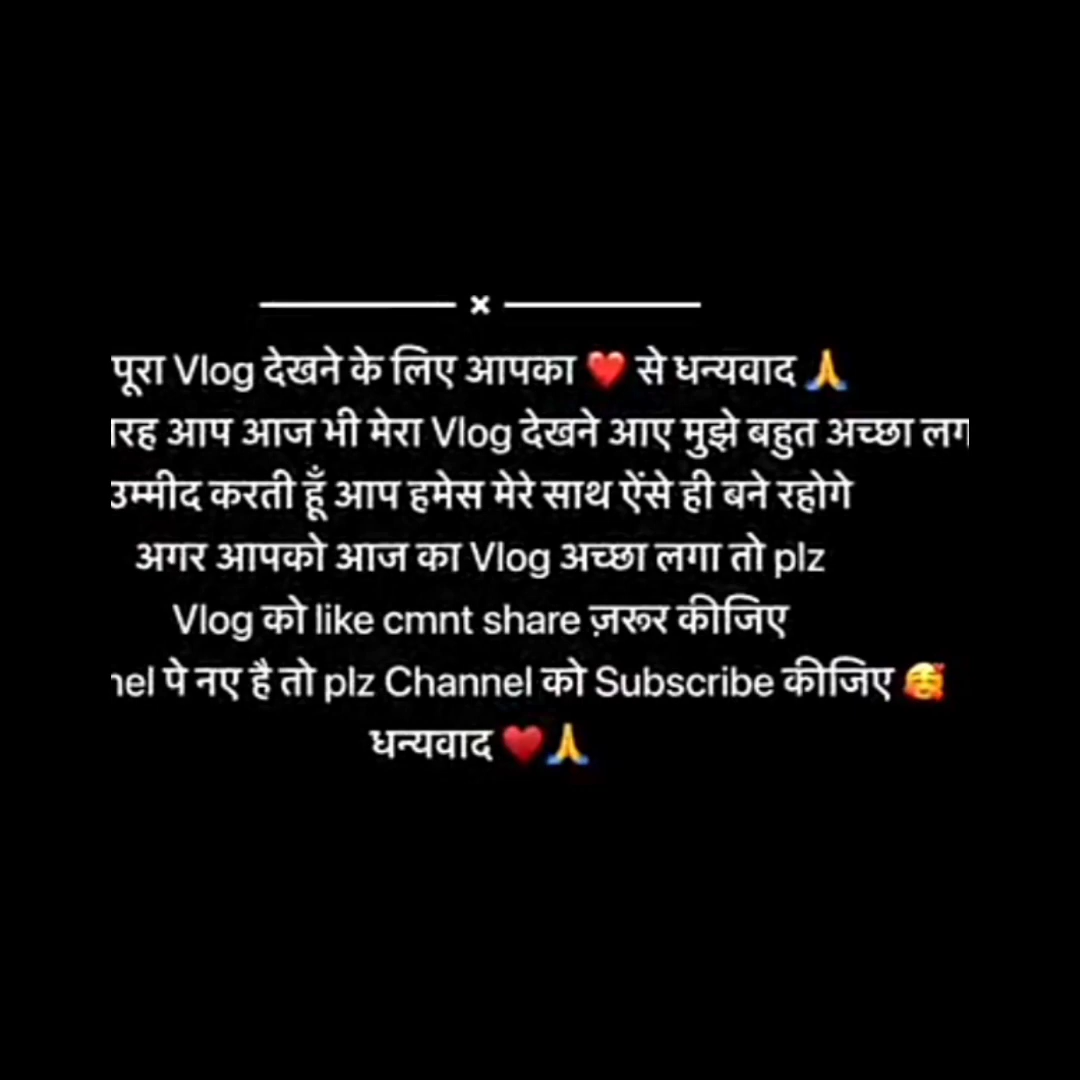 पूरा Vlog देखने के लिए आपका ❤️ से धन्यवाद 🙏
आप आज भी मेरा Vlog देखने आए मुझे बहुत अच्छा
उम्मीद करती हूँ आप हमेस मेरे साथ ऐंसे ही बने रहोगे
अगर आपको आज का Vlog अच्छा लगा तो plz
Vlog को like cmnt share ज़रूर कीजिए
पे नए है तो plz Channel को Subscribe कीजिए 🥰
धन्यवाद ❤️🙏